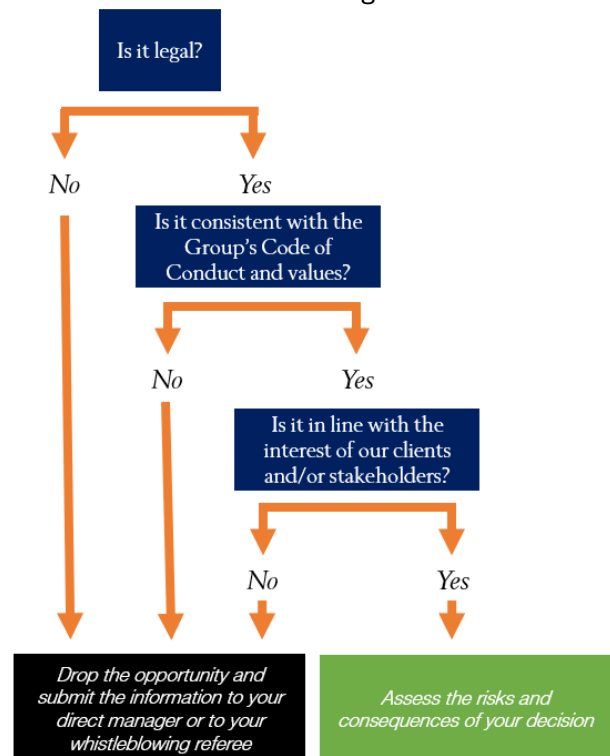 Is it legal?
No
Yes
Is it consistent with the
Group's Code of
Conduct and values?
No
Yes
Is it in line with the
interest of our clients
and/or stakeholders?
No
Yes
Drop the opportunity and
submit the information to your
direct manager or to your
whistleblowing referee
Assess the risks and
consequences of your decision